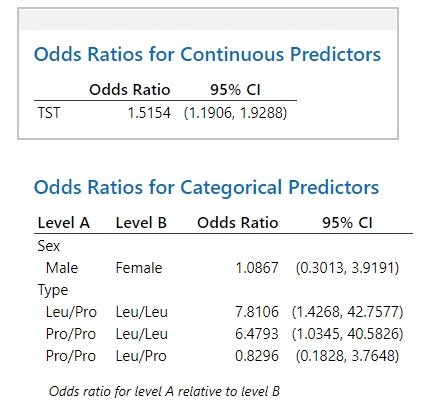 Odds Ratios for Continuous Predictors
Odds Ratio 95% CI
TST 1.5154 (1.1906, 1.9288)
Odds Ratios for Categorical Predictors
Level A Level B Odds Ratio 95% CI
Sex
Male Female 1.0867 (0.3013, 3.9191)
Type
Leu/Pro Leu/Leu 7.8106 (1.4268, 42.7577)
Pro/Pro Leu/Leu 6.4793 (1.0345, 40.5826)
Pro/Pro Leu/Pro 0.8296 (0.1828, 3.7648)
Odds ratio for level A relative to level B